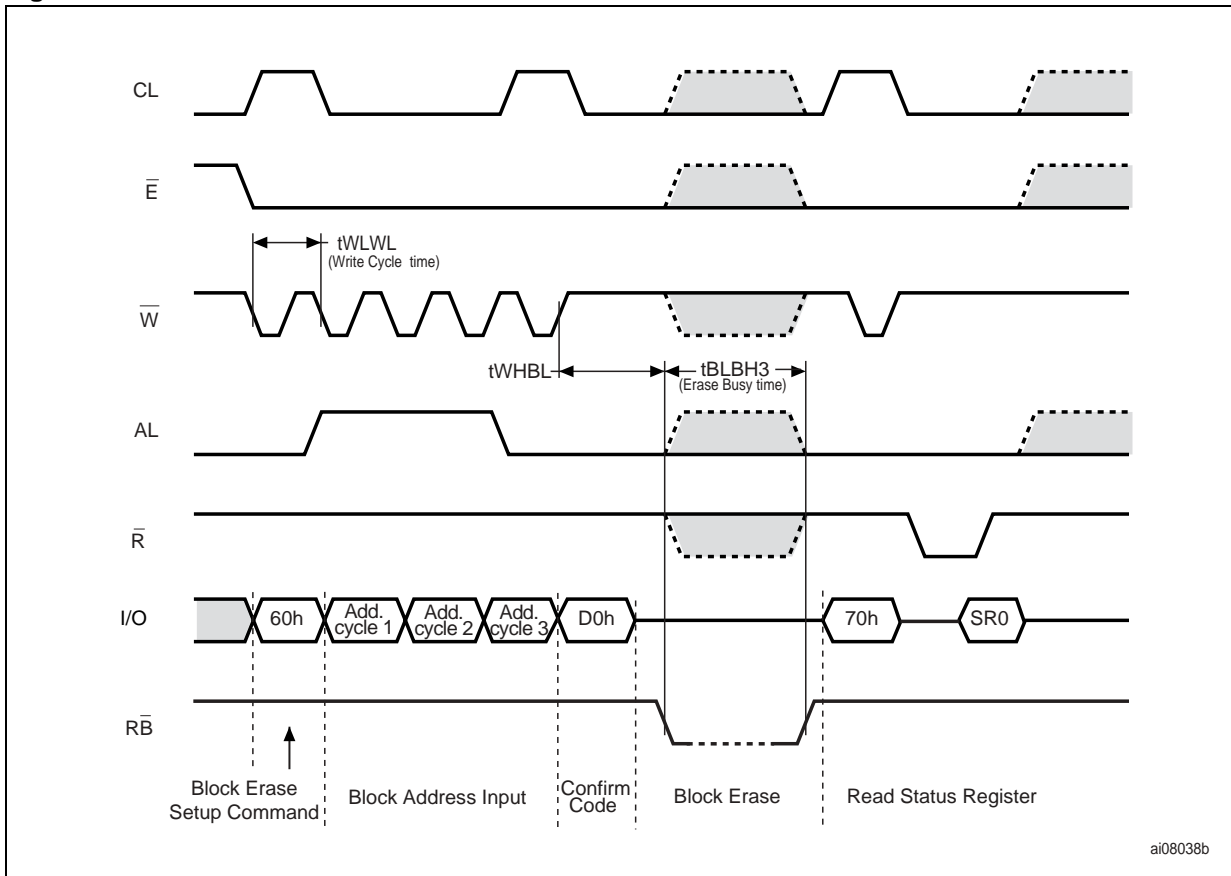 CL
E
tWLWL
(Write Cycle time)
W
tWHBL
tBLBH3
(Erase Busy time)
AL
R
I/O
60h
Add. cycle 1
Add. cycle 2
Add. cycle 3
D0h
70h
SR0
RB
Block Erase
Setup Command
Block Address Input
Confirm
Code
Block Erase
Read Status Register
ai08038b